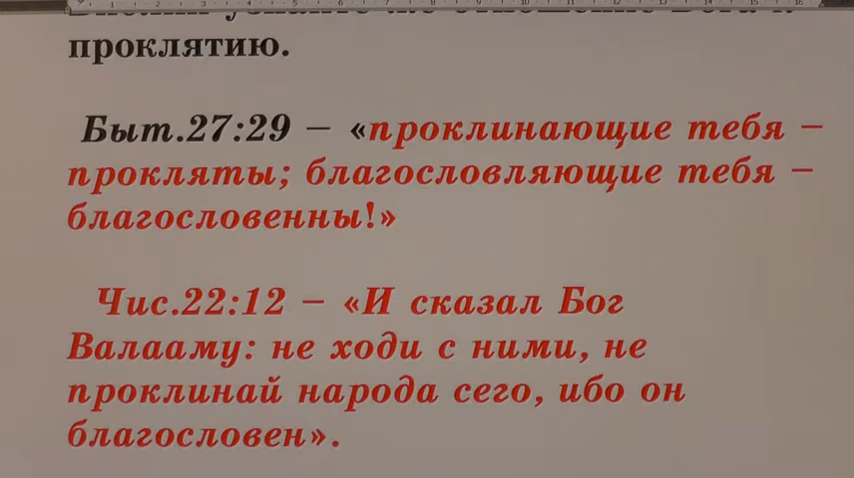 проклятию.
Быт.27:29 – «проклинающие тебя –
прокляты; благословляющие тебя –
благословенны!»
Чис.22:12 – «И сказал Бог
Валааму: не ходи с ними, не
проклинай народа сего, ибо он
благословен».